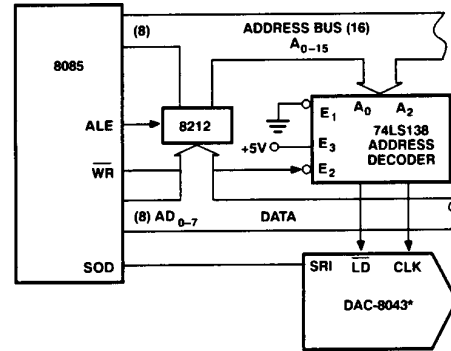 (8)
ADDRESS BUS (16)
A0–15
8085
ALE
8212
E1
A0
A2
74LS138
ADDRESS
DECODER
+5V
E3
E2
WR
(8) AD0–7
DATA
SOD
SRI
LD
CLK
DAC-8043*